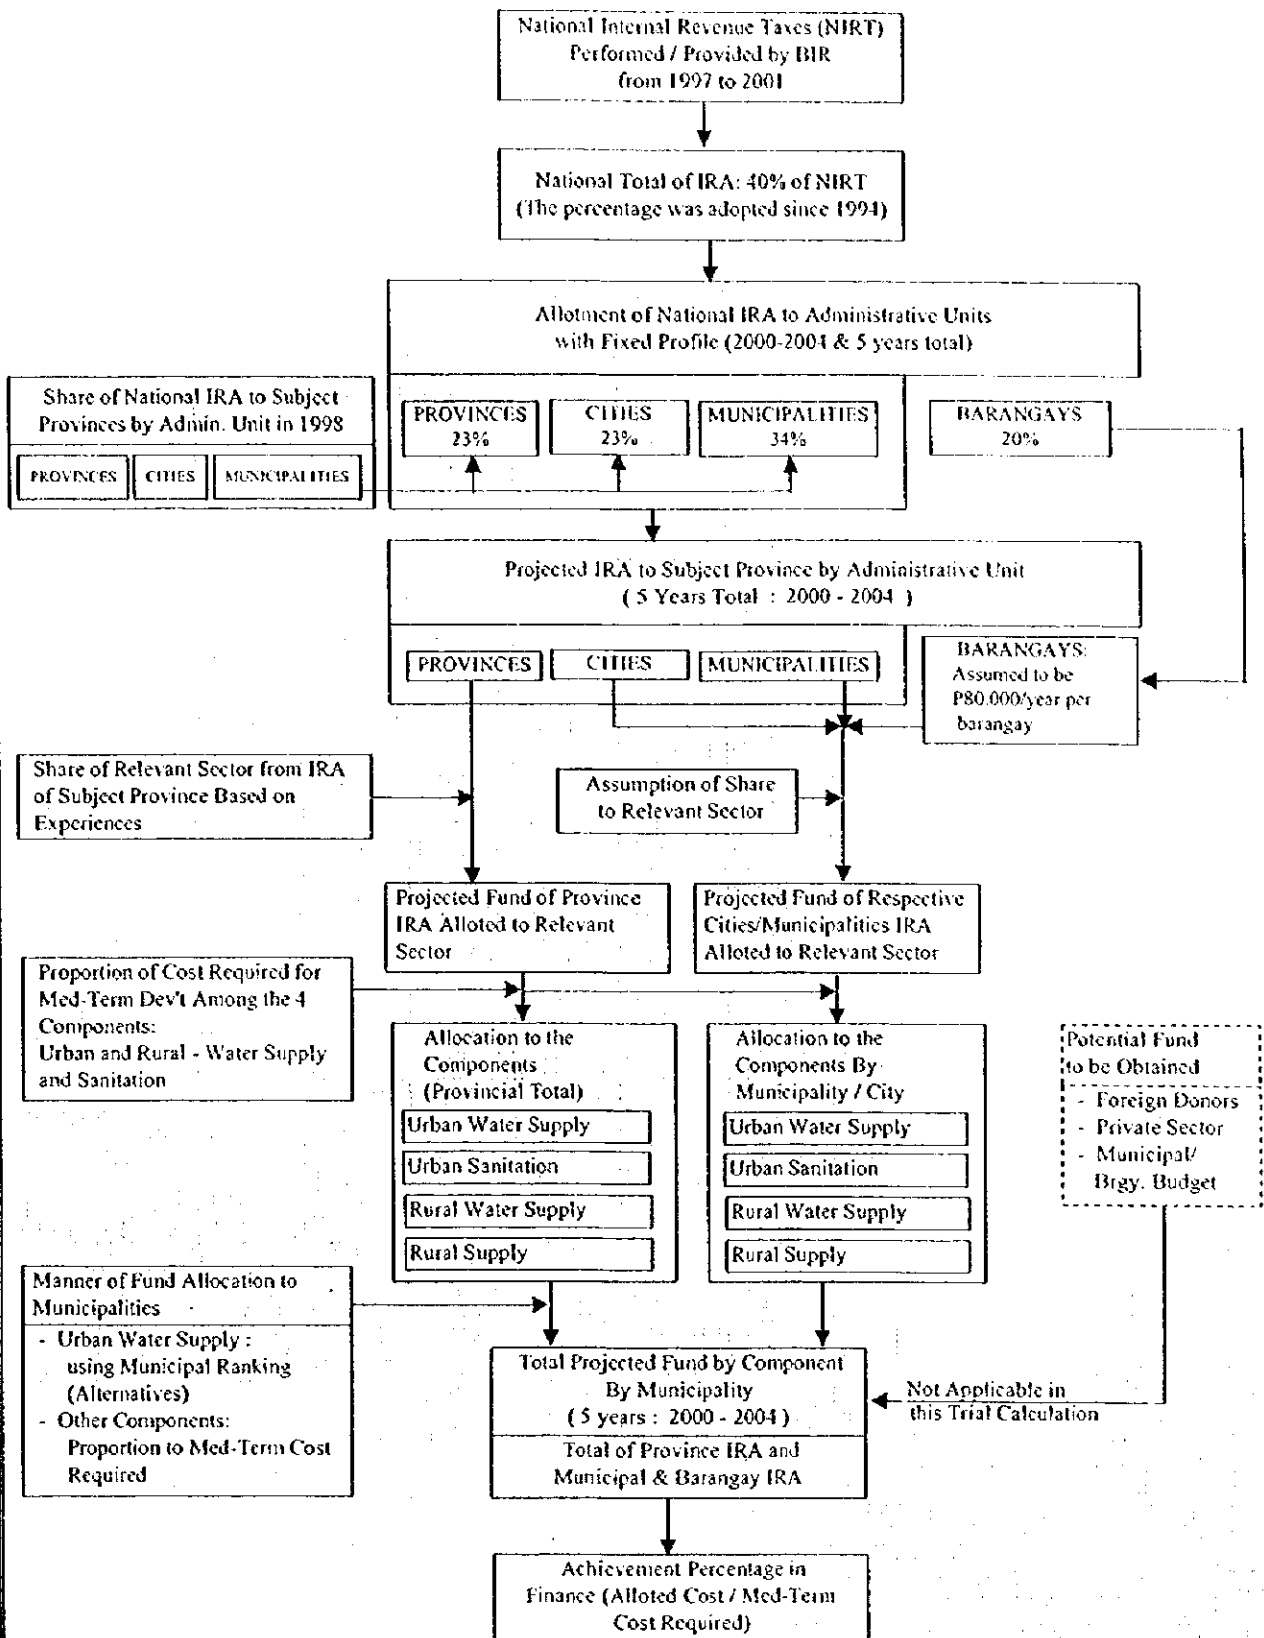 National Internal Revenue Taxes (NIRT)
Performed / Provided by BIR
from 1997 to 2001
National Total of IRA: 40% of NIRT
(The percentage was adopted since 1994)
Allotment of National IRA to Administrative Units
with Fixed Profile (2000-2004 & 5 years total)
Share of National IRA to Subject
Provinces by Admin. Unit in 1998
PROVINCES
CITIES
MUNICIPALITIES
PROVINCES
23%
CITIES
23%
MUNICIPALITIES
34%
BARANGAYS
20%
Projected IRA to Subject Province by Administrative Unit
( 5 Years Total : 2000 - 2004 )
PROVINCES
CITIES
MUNICIPALITIES
BARANGAYS:
Assumed to be
P80.000/year per
barangay
Share of Relevant Sector from IRA
of Subject Province Based on
Experiences
Assumption of Share
to Relevant Sector
Projected Fund of Province
IRA Alloted to Relevant
Sector
Projected Fund of Respective
Cities/Municipalities IRA
Alloted to Relevant Sector
Proportion of Cost Required for
Med-Term Dev't Among the 4
Components:
Urban and Rural - Water Supply
and Sanitation
Allocation to the
Components
(Provincial Total)
Urban Water Supply
Urban Sanitation
Rural Water Supply
Rural Supply
Allocation to the
Components By
Municipality / City
Urban Water Supply
Urban Sanitation
Rural Water Supply
Rural Supply
Potential Fund
to be Obtained
- Foreign Donors
- Private Sector
- Municipal/
Brgy. Budget
Manner of Fund Allocation to
Municipalities
- Urban Water Supply :
using Municipal Ranking
(Alternatives)
- Other Components:
Proportion to Med-Term Cost
Required
Total Projected Fund by Component
By Municipality
( 5 years : 2000 - 2004 )
Total of Province IRA and
Municipal & Barangay IRA
Not Applicable in
this Trial Calculation
Achievement Percentage in
Finance (Alloted Cost / Med-Term
Cost Required)